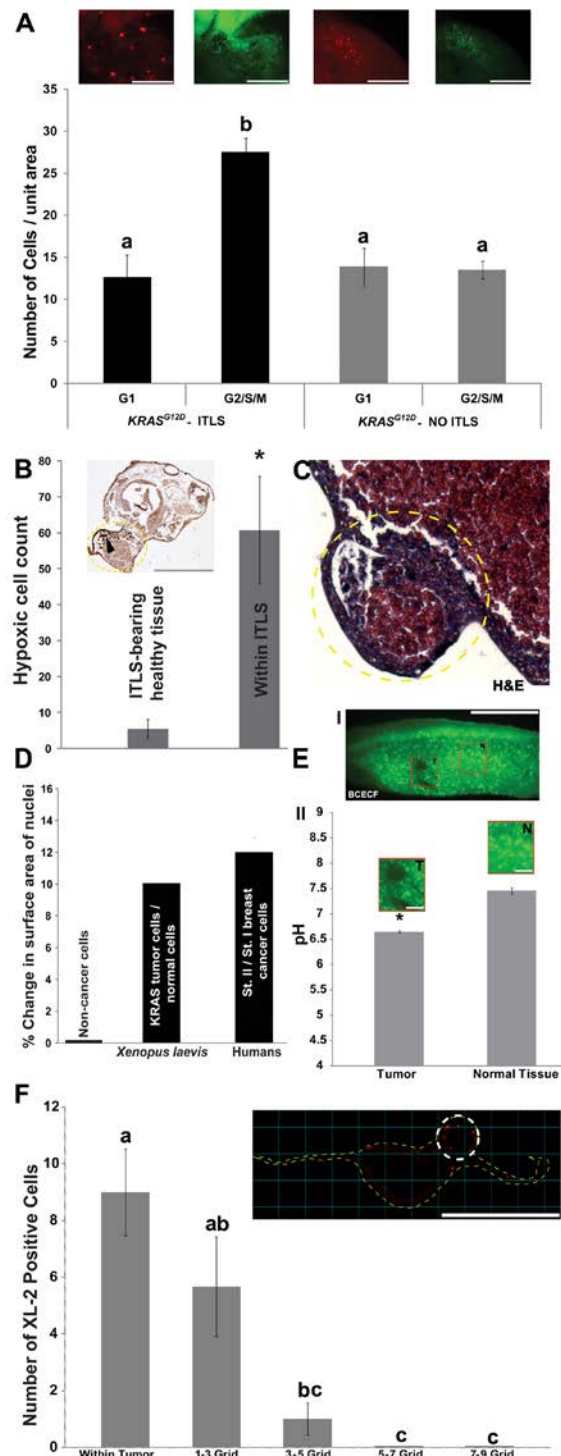 A
35
30
25
20
15
10
5
0
Number of Cells / unit area
a
b
a
a
G1
G2/S/M
G1
G2/S/M
KRASG12D - ITLS
KRASG12D - NO ITLS
B
80
70
60
50
40
30
20
10
0
Hypoxic cell count
ITLS-bearing
healthy tissue
*
Within ITLS
C
H&E
D
14
12
10
8
6
4
2
0
% Change in surface area of nuclei
Non-cancer cells
KRAS tumor cells /
normal cells
St. II / St. I breast
cancer cells
Xenopus laevis
Humans
E
I
T
N
BCECF
II
9
8.5
8
7.5
7
6.5
6
5.5
5
4.5
4
pH
T
*
N
Tumor
Normal Tissue
F
12
10
8
6
4
2
0
Number of XL-2 Positive Cells
a
ab
bc
c
c
Within Tumor
1-3 Grid
3-5 Grid
5-7 Grid
7-9 Grid